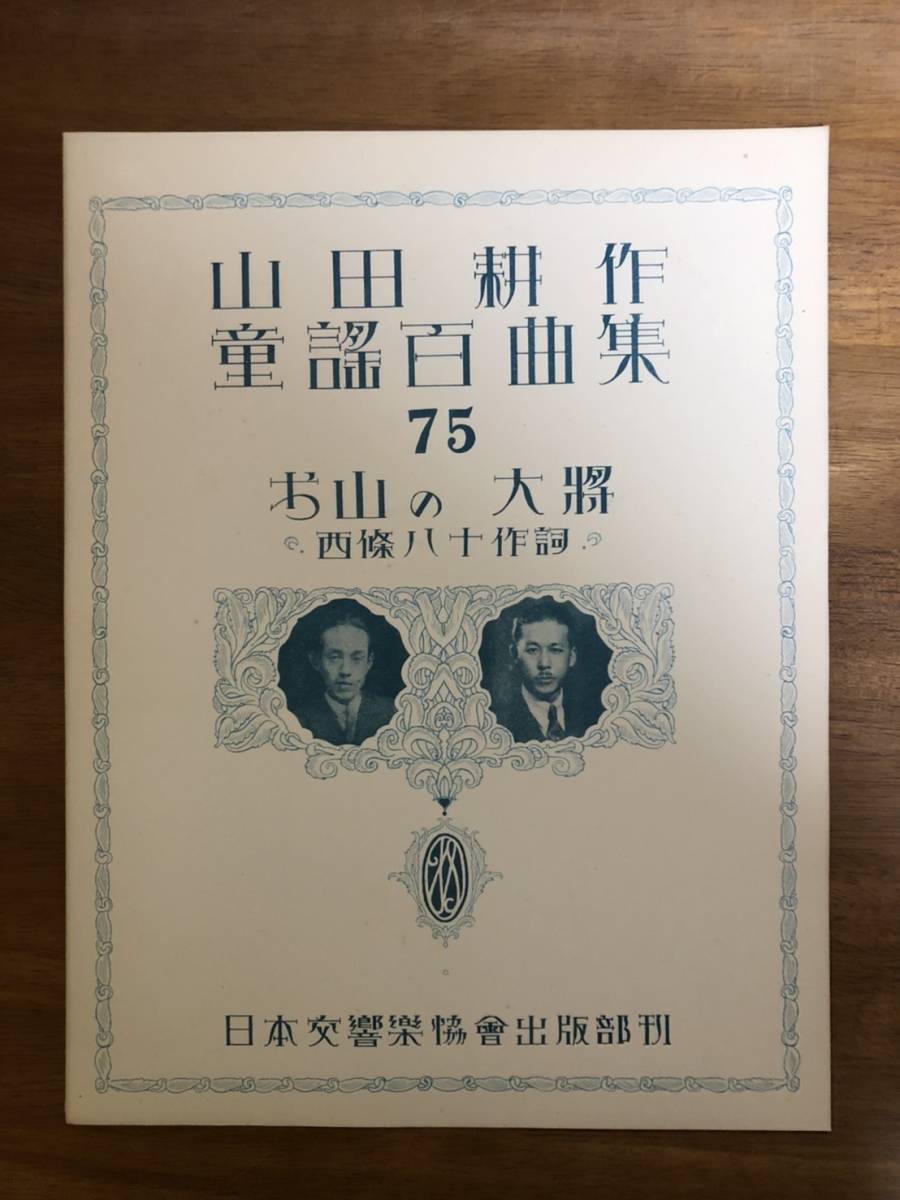 山田耕作
童謡百曲集
75
お山の大將
西條八十作詞
日本交響樂協會出版部刊